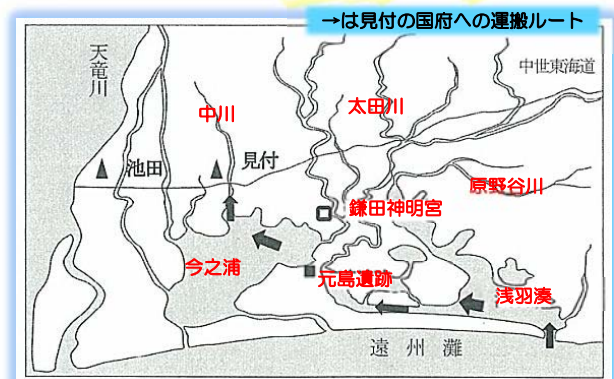 →は見付の国府への運搬ルート
天竜川
中世東海道
中川
太田川
池田
見付
原野谷川
鎌田神明宮
今之浦
元島遺跡
浅羽湊
遠州灘